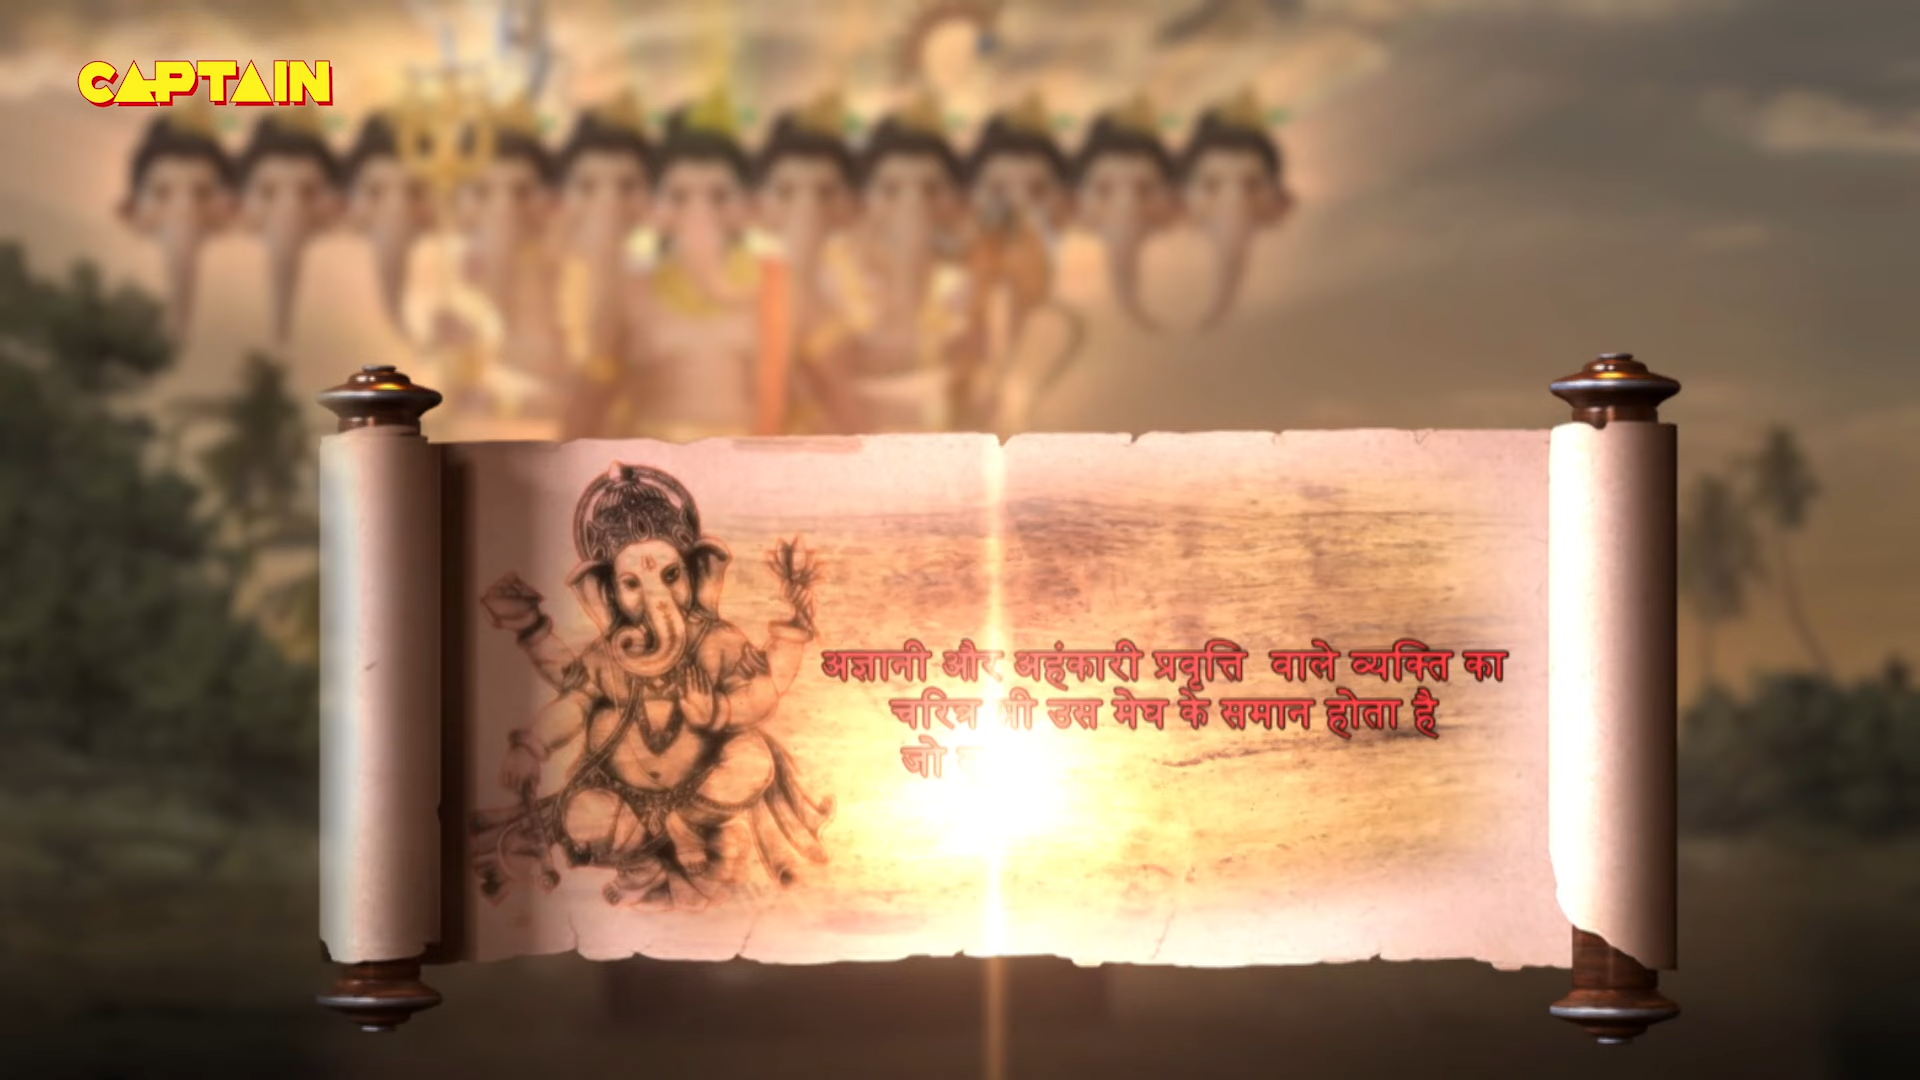 CAPTAIN
अज्ञानी और अहंकारी प्रवृत्ति वाले व्यक्ति का
चरित्र भी उस मेघ के समान होता है
जो